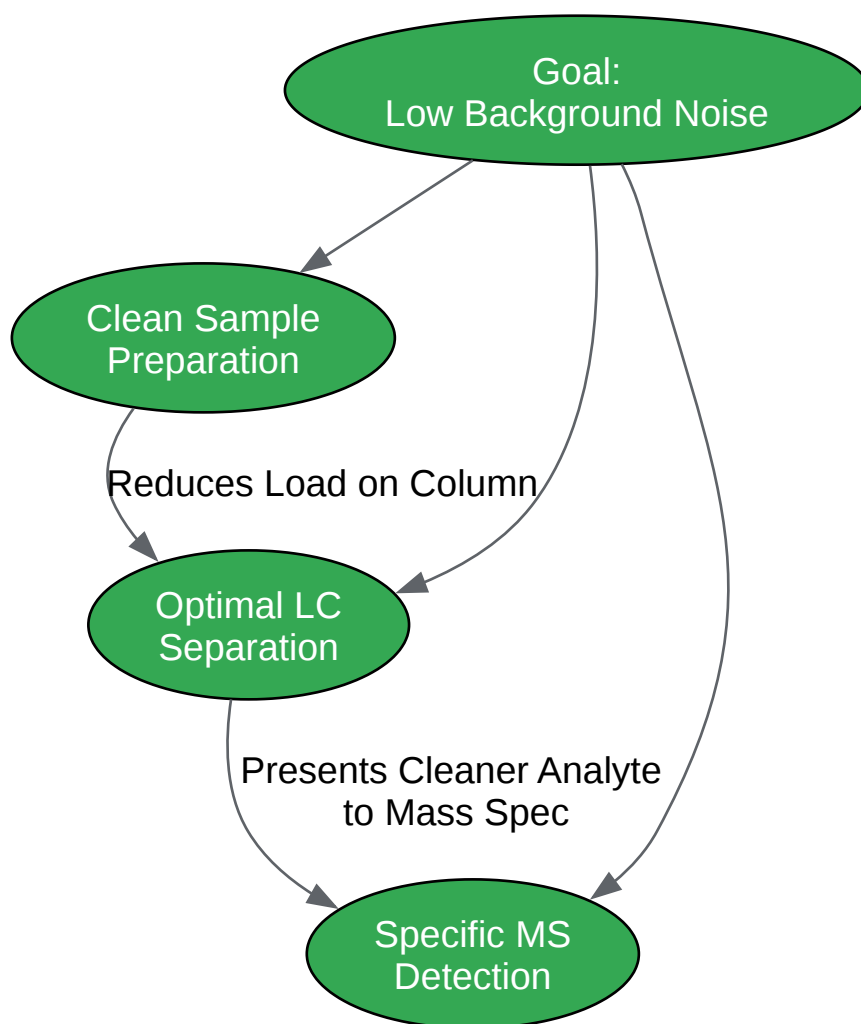 Goal:
Low Background Noise
Clean Sample
Preparation
Reduces Load on Column
Optimal LC
Separation
Presents Cleaner Analyte
to Mass Spec
Specific MS
Detection